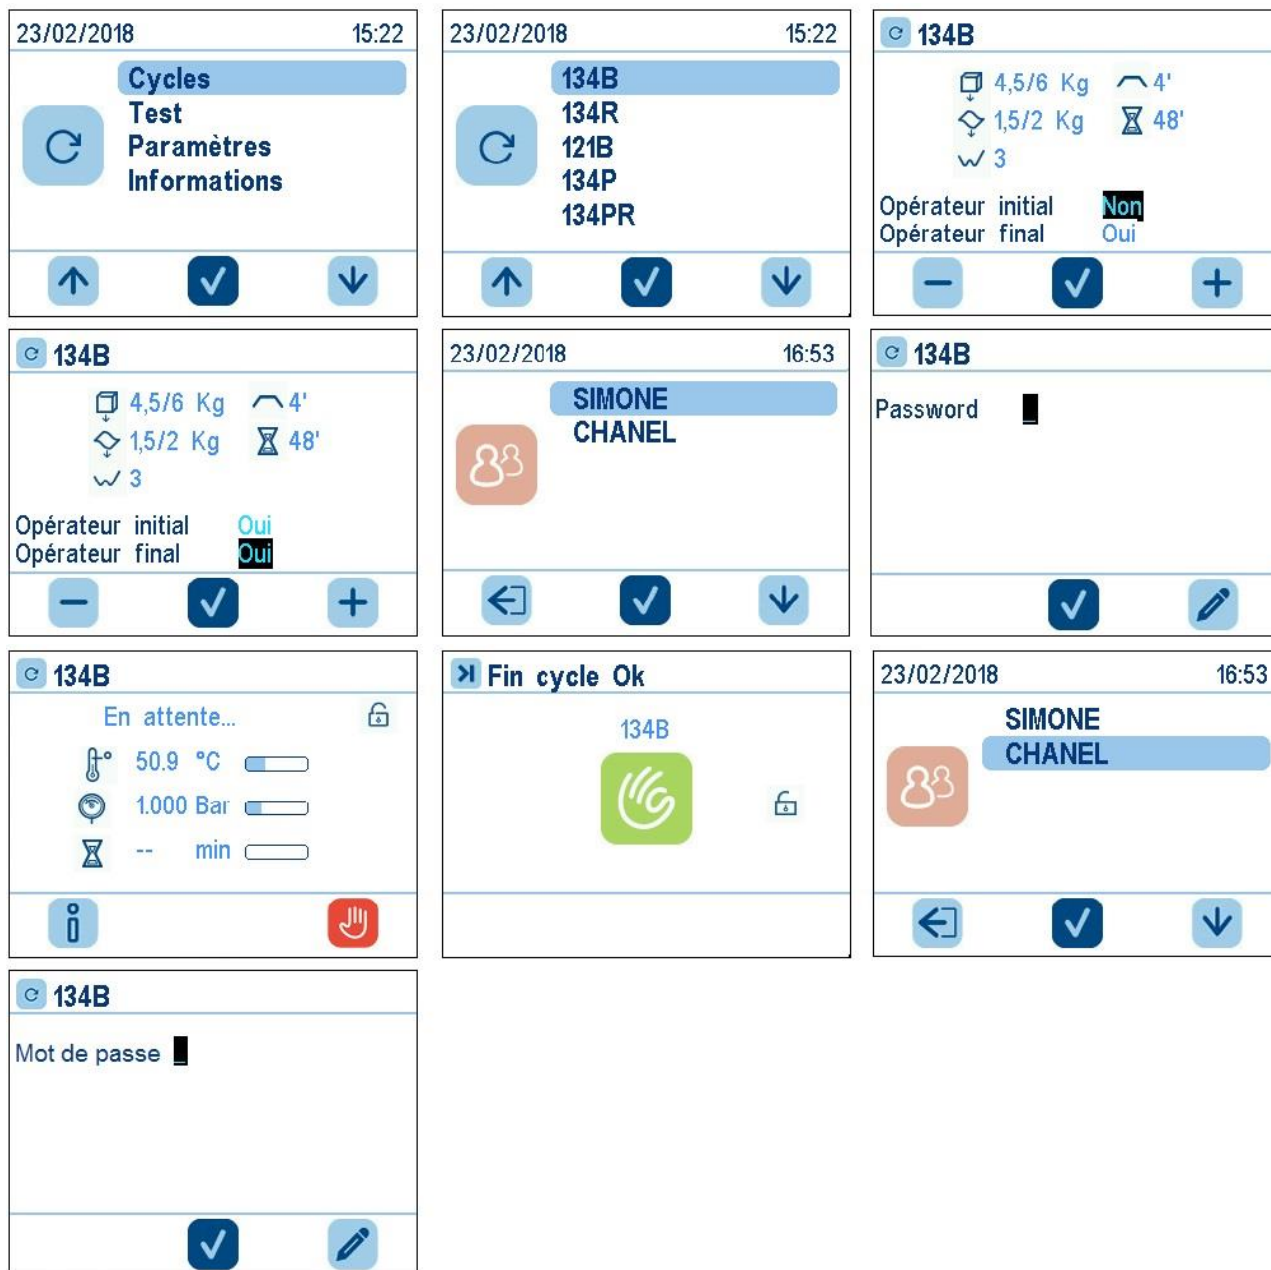 23/02/2018 15:22
Cycles
Test
Paramètres
Informations
23/02/2018 15:22
134B
134R
121B
134P
134PR
134B
4,5/6 Kg 4'
1,5/2 Kg 48'
3
Opérateur initial Non
Opérateur final Oui
134B
4,5/6 Kg 4'
1,5/2 Kg 48'
3
Opérateur initial Oui
Opérateur final Oui
23/02/2018 16:53
SIMONE
CHANEL
134B
Password _
134B
En attente...
50.9 °C
1.000 Bar
-- min
Fin cycle Ok
134B
23/02/2018 16:53
SIMONE
CHANEL
134B
Mot de passe _